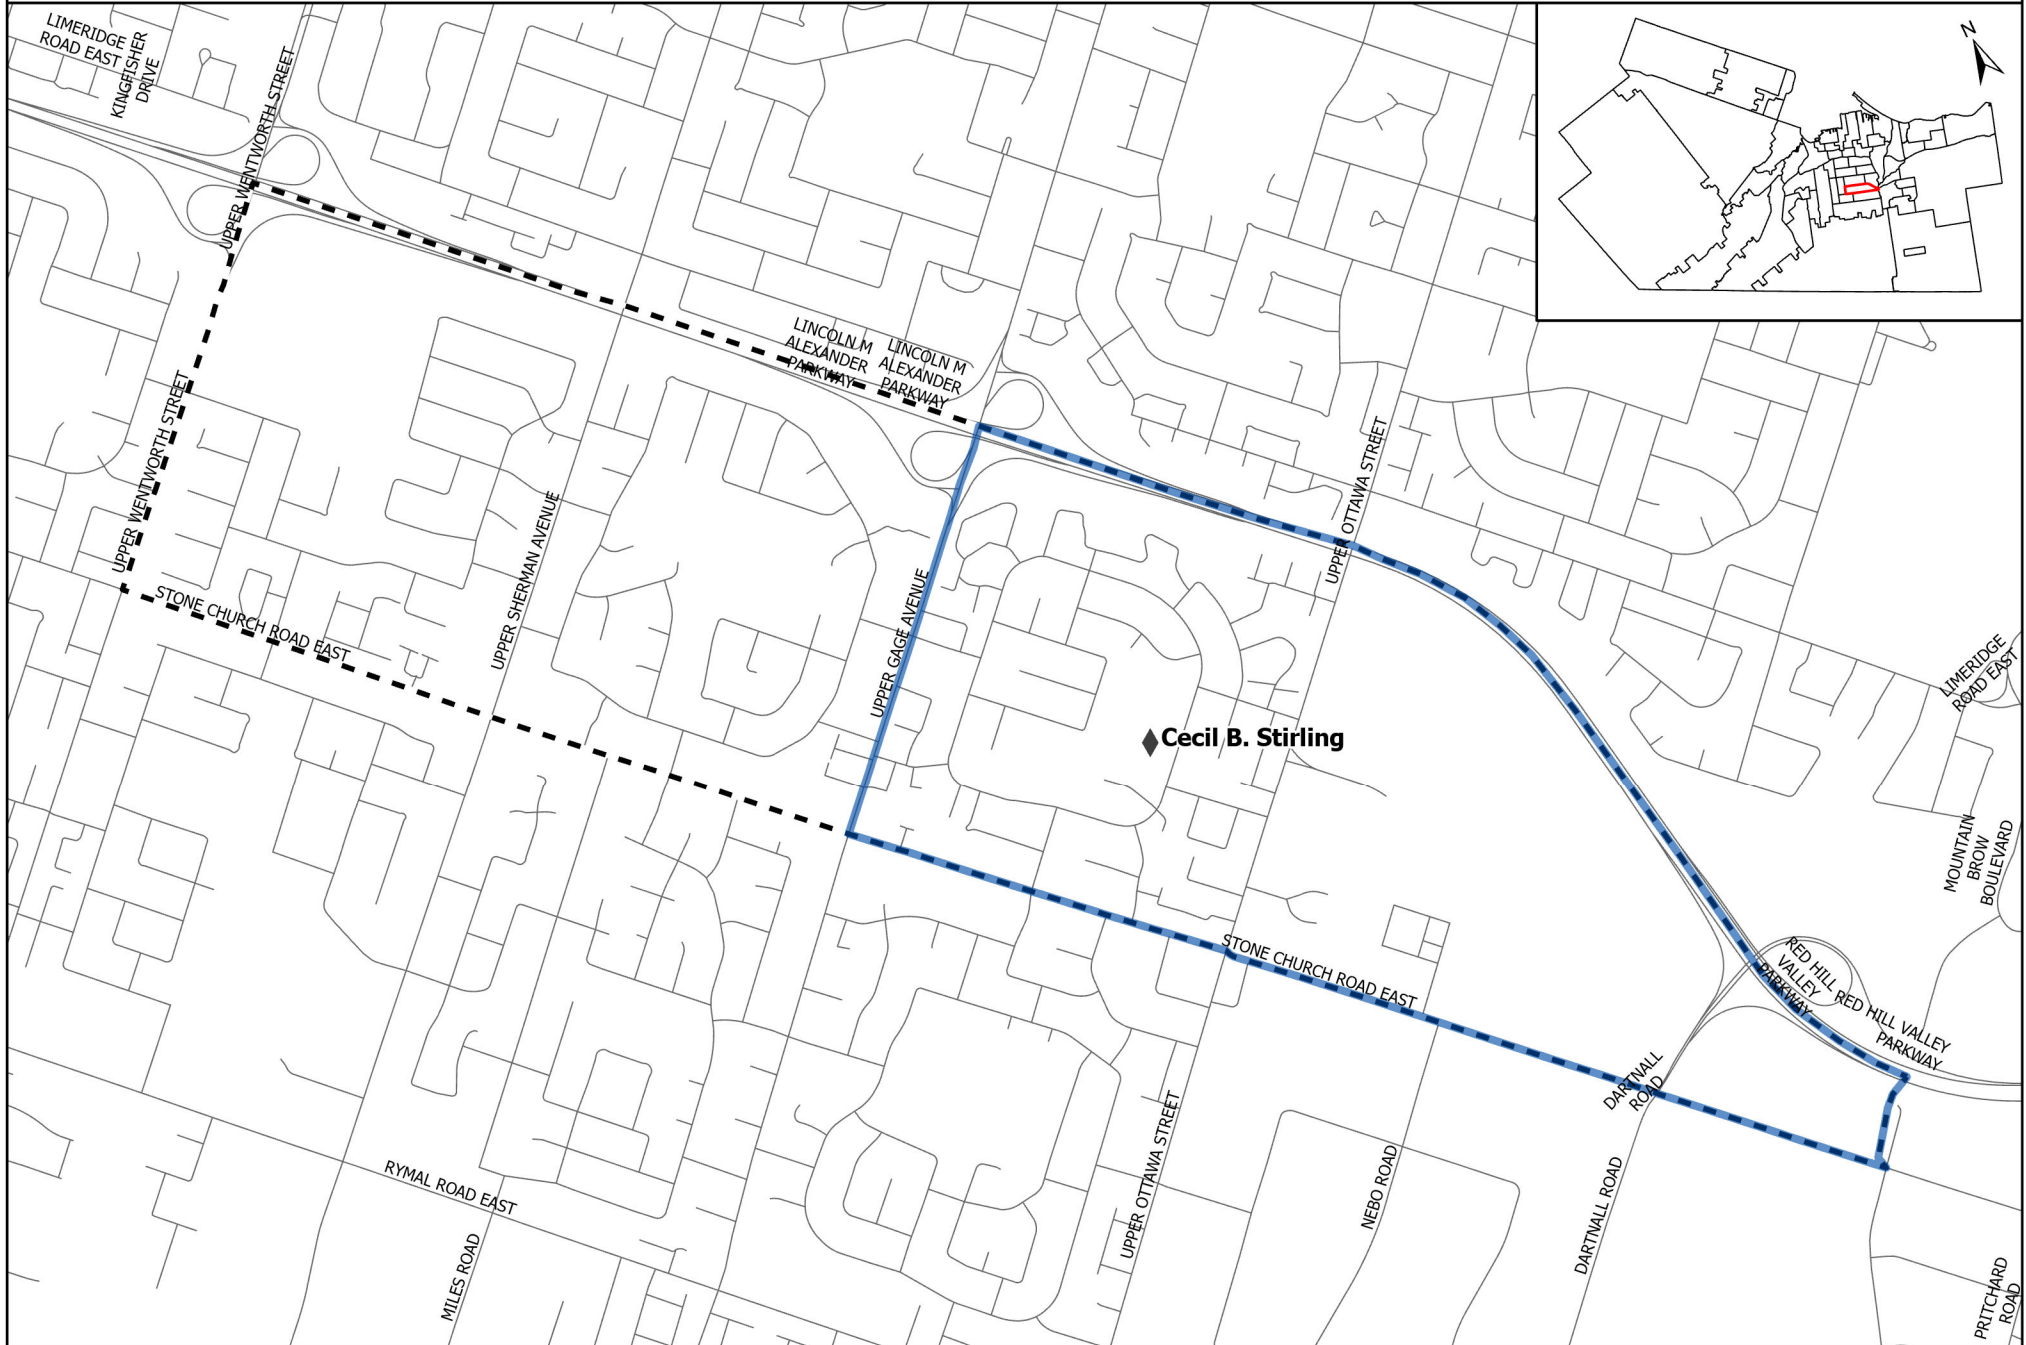 LIMERIDGE
ROAD EAST
KINGFISHER
DRIVE
UPPER WENTWORTH STREET
N
LINCOLN M
ALEXANDER
PARKWAY
LINCOLN M
ALEXANDER
PARKWAY
UPPER WENTWORTH STREET
UPPER OTTAWA STREET
UPPER SHERMAN AVENUE
STONE CHURCH ROAD EAST
UPPER GAGE AVENUE
LIMERIDGE
ROAD EAST
Cecil B. Stirling
MOUNTAIN
BROW
BOULEVARD
STONE CHURCH ROAD EAST
RED HILL
VALLEY
PARKWAY
RED HILL VALLEY
PARKWAY
DARTNALL
ROAD
RYMAL ROAD EAST
MILES ROAD
UPPER OTTAWA STREET
NEBO ROAD
DARTNALL ROAD
PRITCHARD
ROAD